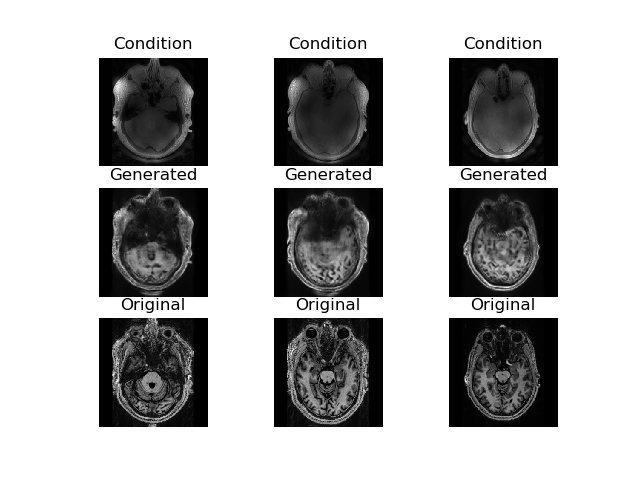 Condition Condition Condition
Generated Generated Generated
Original Original Original